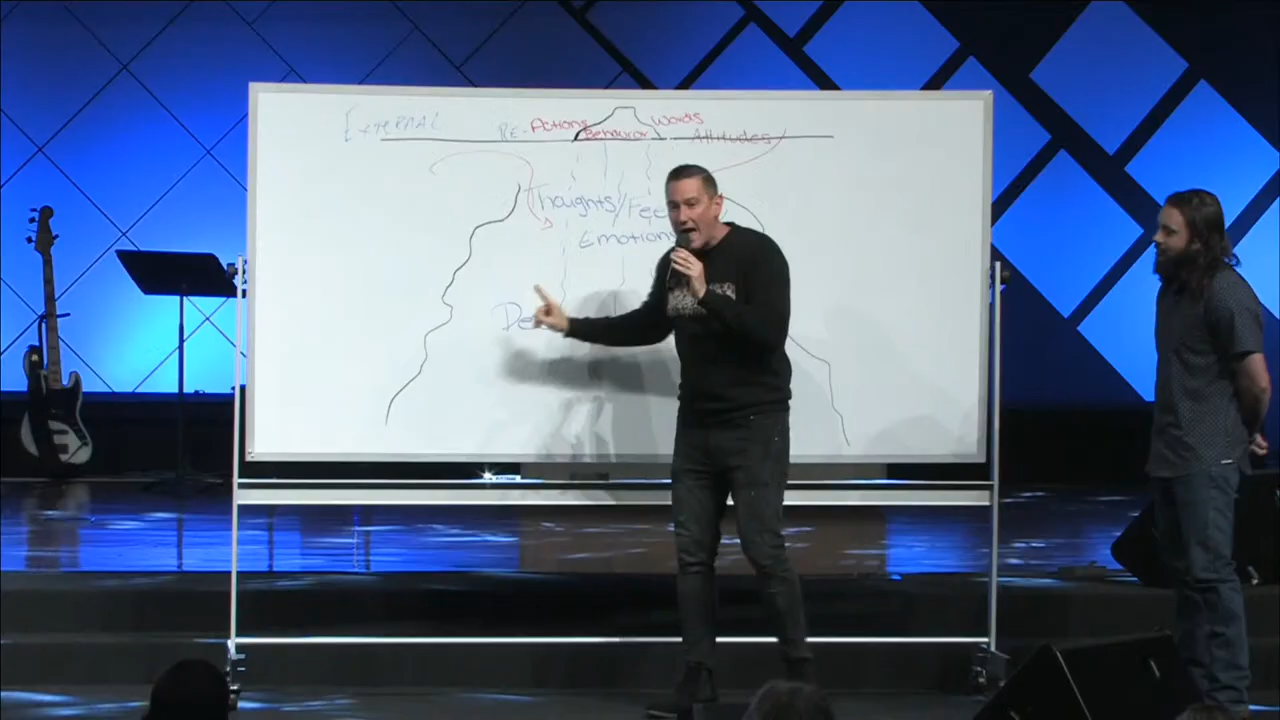 EXTERNAL RE-Actions Words
Behavior Attitudes
Thoughts/Fee
Emotions
De